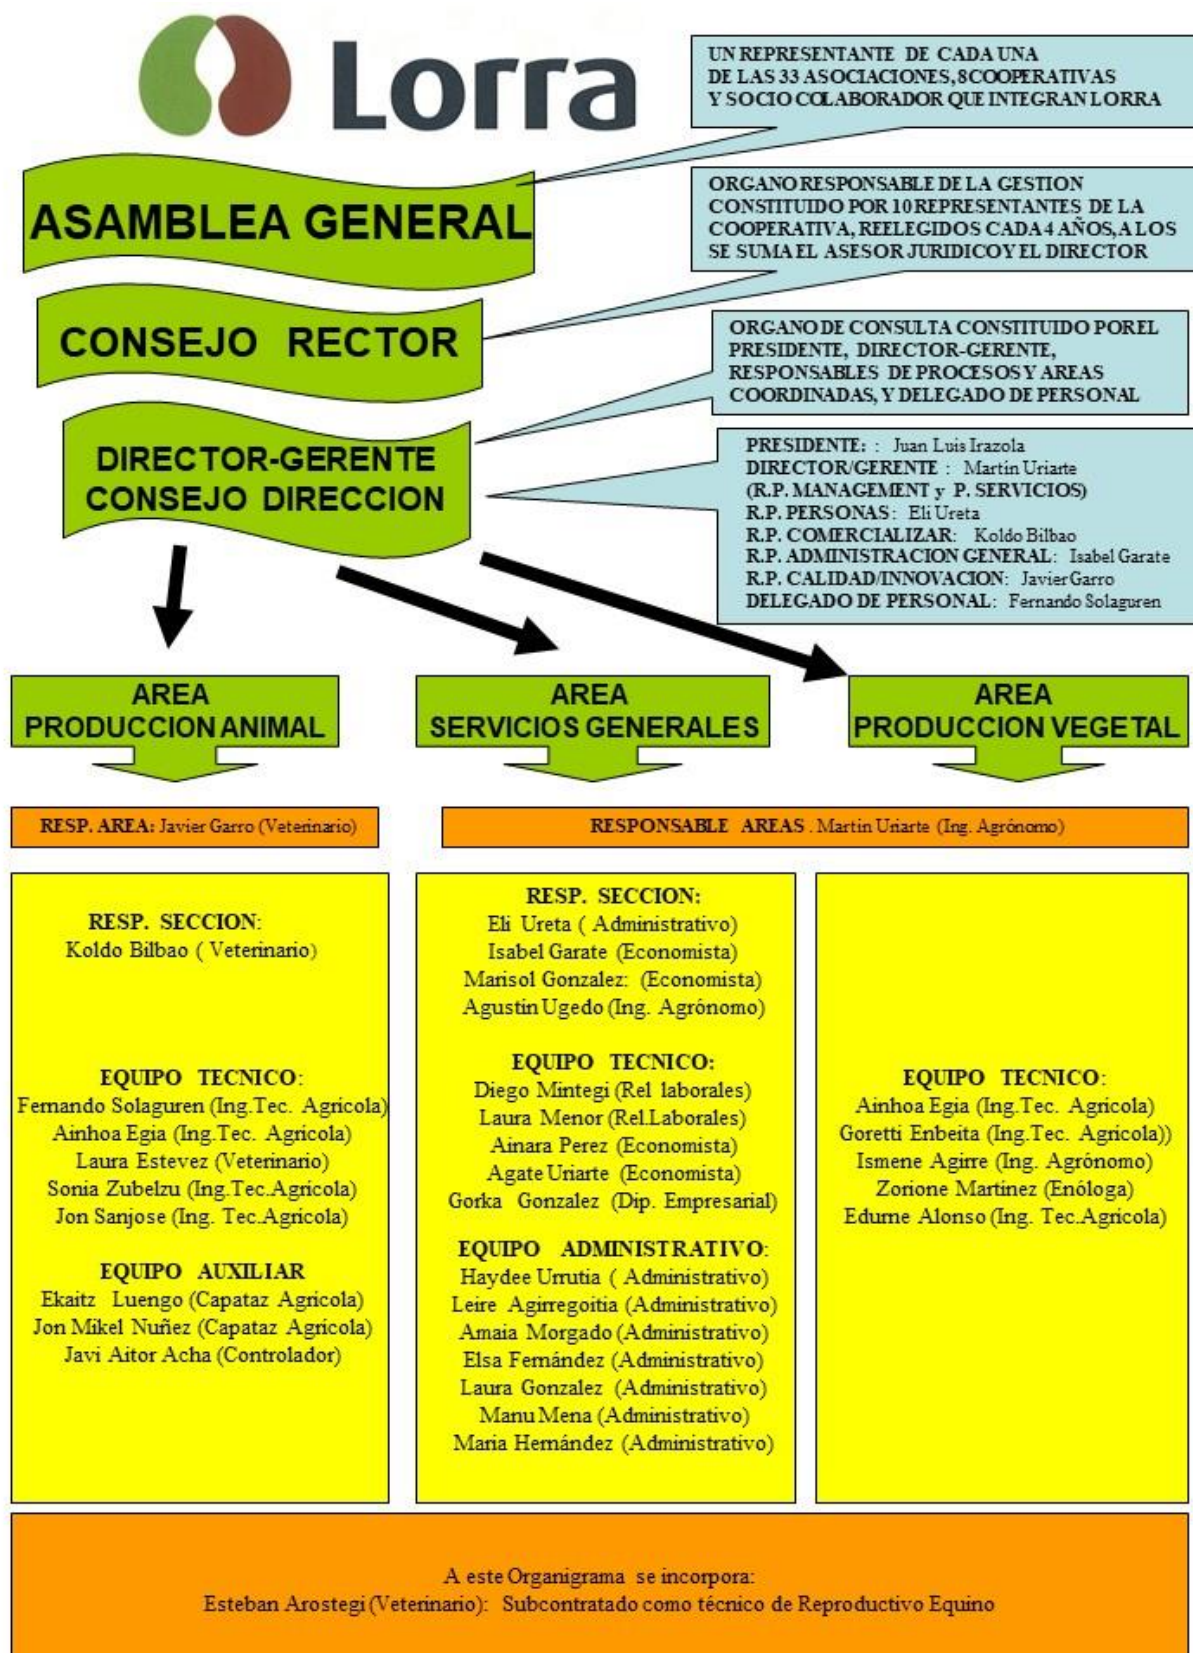 Lorra
UN REPRESENTANTE DE CADA UNA
DE LAS 33 ASOCIACIONES, 8 COOPERATIVAS
Y SOCIO COLABORADOR QUE INTEGRAN LORRA
ASAMBLEA GENERAL
ORGANO RESPONSABLE DE LA GESTION
CONSTITUIDO POR 10 REPRESENTANTES DE LA
COOPERATIVA, REELEGIDOS CADA 4 AÑOS, A LOS
SE SUMA EL ASESOR JURIDICO Y EL DIRECTOR
CONSEJO RECTOR
ORGANO DE CONSULTA CONSTITUIDO POR EL
PRESIDENTE, DIRECTOR-GERENTE,
RESPONSABLES DE PROCESOS Y AREAS
COORDINADAS, Y DELEGADO DE PERSONAL
DIRECTOR-GERENTE
CONSEJO DIRECCION
PRESIDENTE: : Juan Luis Irazola
DIRECTOR/GERENTE : Martin Uriarte
(R.P. MANAGEMENT y P. SERVICIOS)
R.P. PERSONAS: Eli Ureta
R.P. COMERCIALIZAR: Koldo Bilbao
R.P. ADMINISTRACION GENERAL: Isabel Garate
R.P. CALIDAD/INNOVACION: Javier Garro
DELEGADO DE PERSONAL: Fernando Solaguren
AREA
PRODUCCION ANIMAL
AREA
SERVICIOS GENERALES
AREA
PRODUCCION VEGETAL
RESP. AREA: Javier Garro (Veterinario)
RESPONSABLE AREAS . Martin Uriarte (Ing. Agrónomo)
RESP. SECCION:
Koldo Bilbao ( Veterinario)
EQUIPO TECNICO:
Fernando Solaguren (Ing.Tec. Agrícola)
Ainhoa Egia (Ing.Tec. Agrícola)
Laura Estevez (Veterinario)
Sonia Zubelzu (Ing.Tec.Agrícola)
Jon Sanjose (Ing. Tec.Agrícola)
EQUIPO AUXILIAR
Ekaitz Luengo (Capataz Agrícola)
Jon Mikel Nuñez (Capataz Agrícola)
Javi Aitor Acha (Controlador)
RESP. SECCION:
Eli Ureta ( Administrativo)
Isabel Garate (Economista)
Marisol Gonzalez: (Economista)
Agustín Ugedo (Ing. Agrónomo)
EQUIPO TECNICO:
Diego Mintegi (Rel laborales)
Laura Menor (Rel.Laborales)
Ainara Perez (Economista)
Agate Uriarte (Economista)
Gorka Gonzalez (Dip. Empresarial)
EQUIPO ADMINISTRATIVO:
Haydee Urrutia ( Administrativo)
Leire Agirregoitia (Administrativo)
Amaia Morgado (Administrativo)
Elsa Fernández (Administrativo)
Laura Gonzalez (Administrativo)
Manu Mena (Administrativo)
Maria Hernández (Administrativo)
EQUIPO TECNICO:
Ainhoa Egia (Ing.Tec. Agrícola)
Goretti Enbeita (Ing.Tec. Agrícola))
Ismene Agirre (Ing. Agrónomo)
Zorione Martinez (Enóloga)
Edurne Alonso (Ing. Tec.Agrícola)
A este Organigrama se incorpora:
Esteban Arostegi (Veterinario): Subcontratado como técnico de Reproductivo Equino